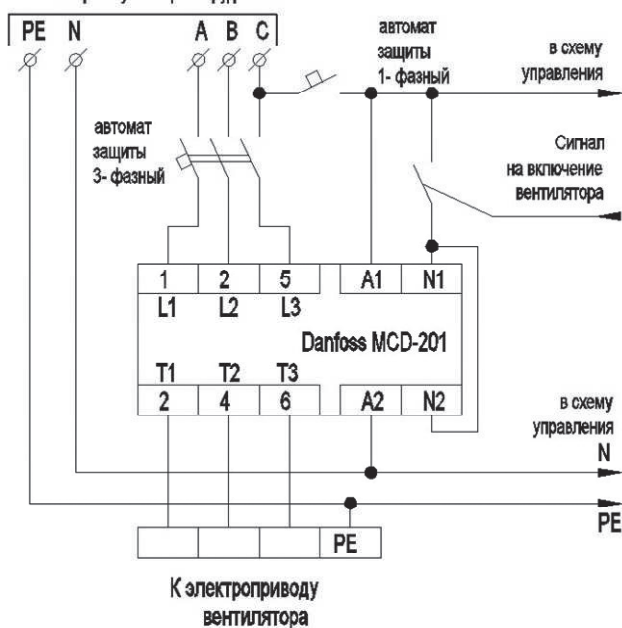 PE N A B C
автомат
защиты
1- фазный
в схему
управления
автомат
защиты
3- фазный
Сигнал
на включение
вентилятора
1 2 5 A1 N1
L1 L2 L3
Danfoss MCD-201
T1 T2 T3
2 4 6 A2 N2
в схему
управления
N
PE
PE
К электроприводу
вентилятора